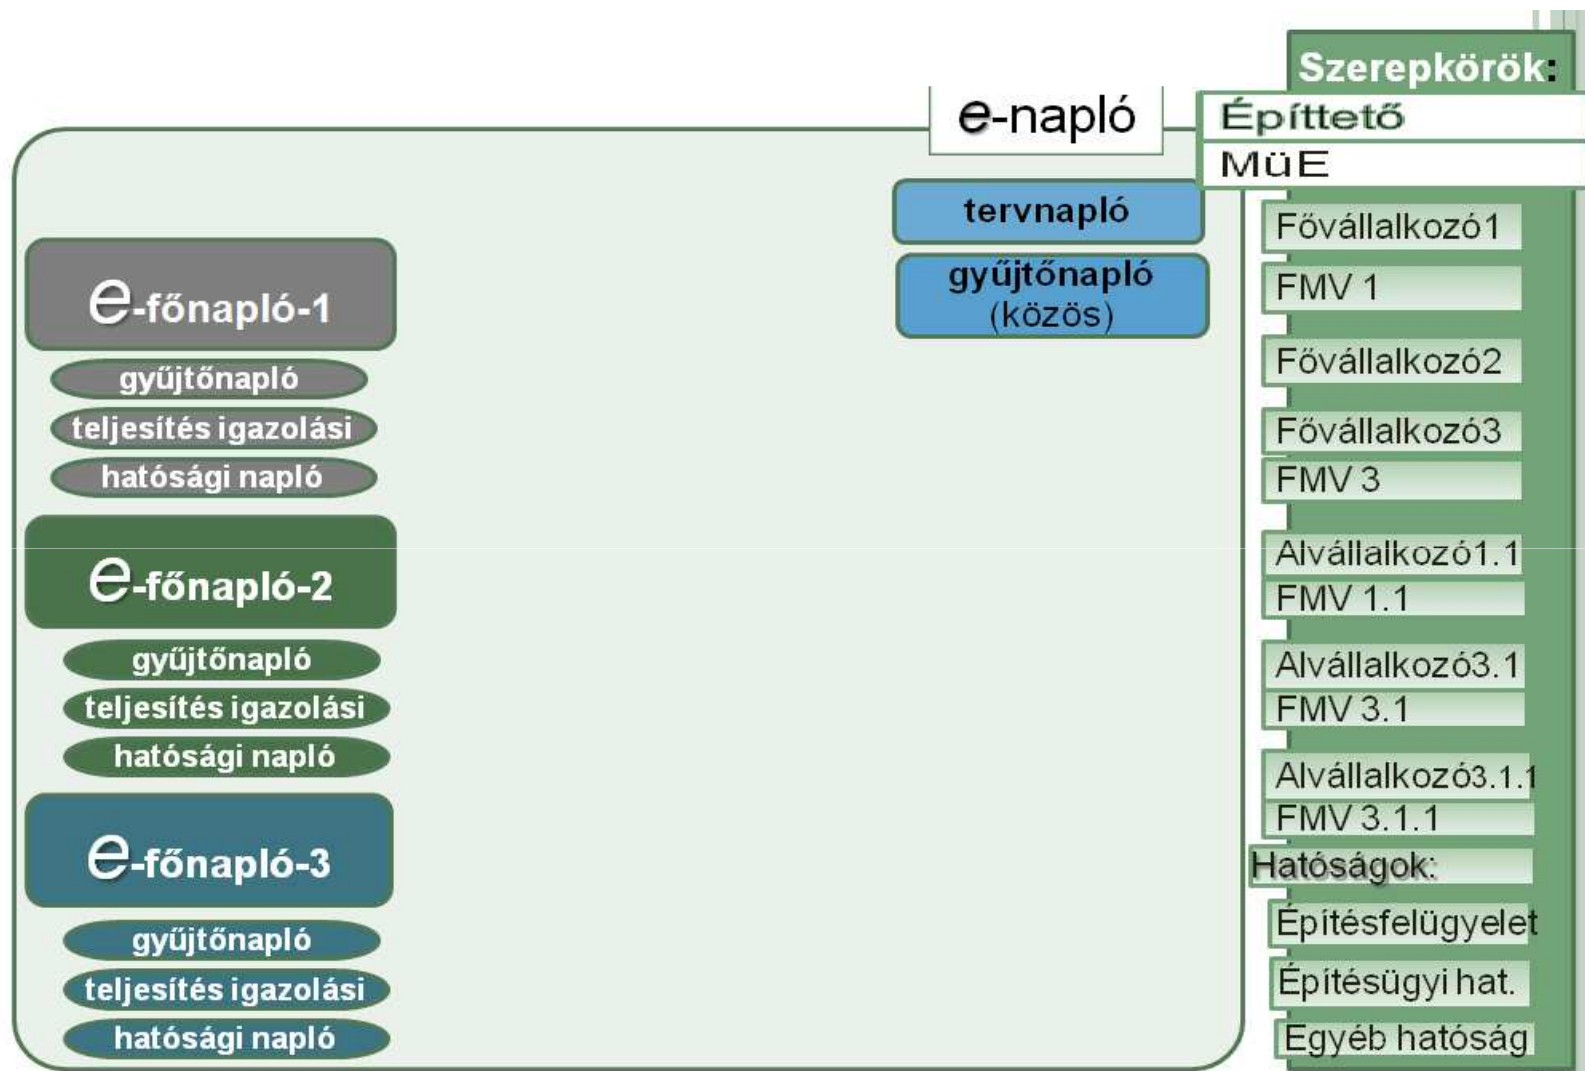 e-napló
tervnapló
gyűjtőnapló
(közös)
e-főnapló-1
gyűjtőnapló
teljesítés igazolási
hatósági napló
e-főnapló-2
gyűjtőnapló
teljesítés igazolási
hatósági napló
e-főnapló-3
gyűjtőnapló
teljesítés igazolási
hatósági napló
Szerepkörök:
Építtető
MüE
Fővállalkozó1
FMV 1
Fővállalkozó2
Fővállalkozó3
FMV 3
Alvállalkozó1.1
FMV 1.1
Alvállalkozó3.1
FMV 3.1
Alvállalkozó3.1.1
FMV 3.1.1
Hatóságok:
Építésfelügyelet
Építésügyi hat.
Egyéb hatóság